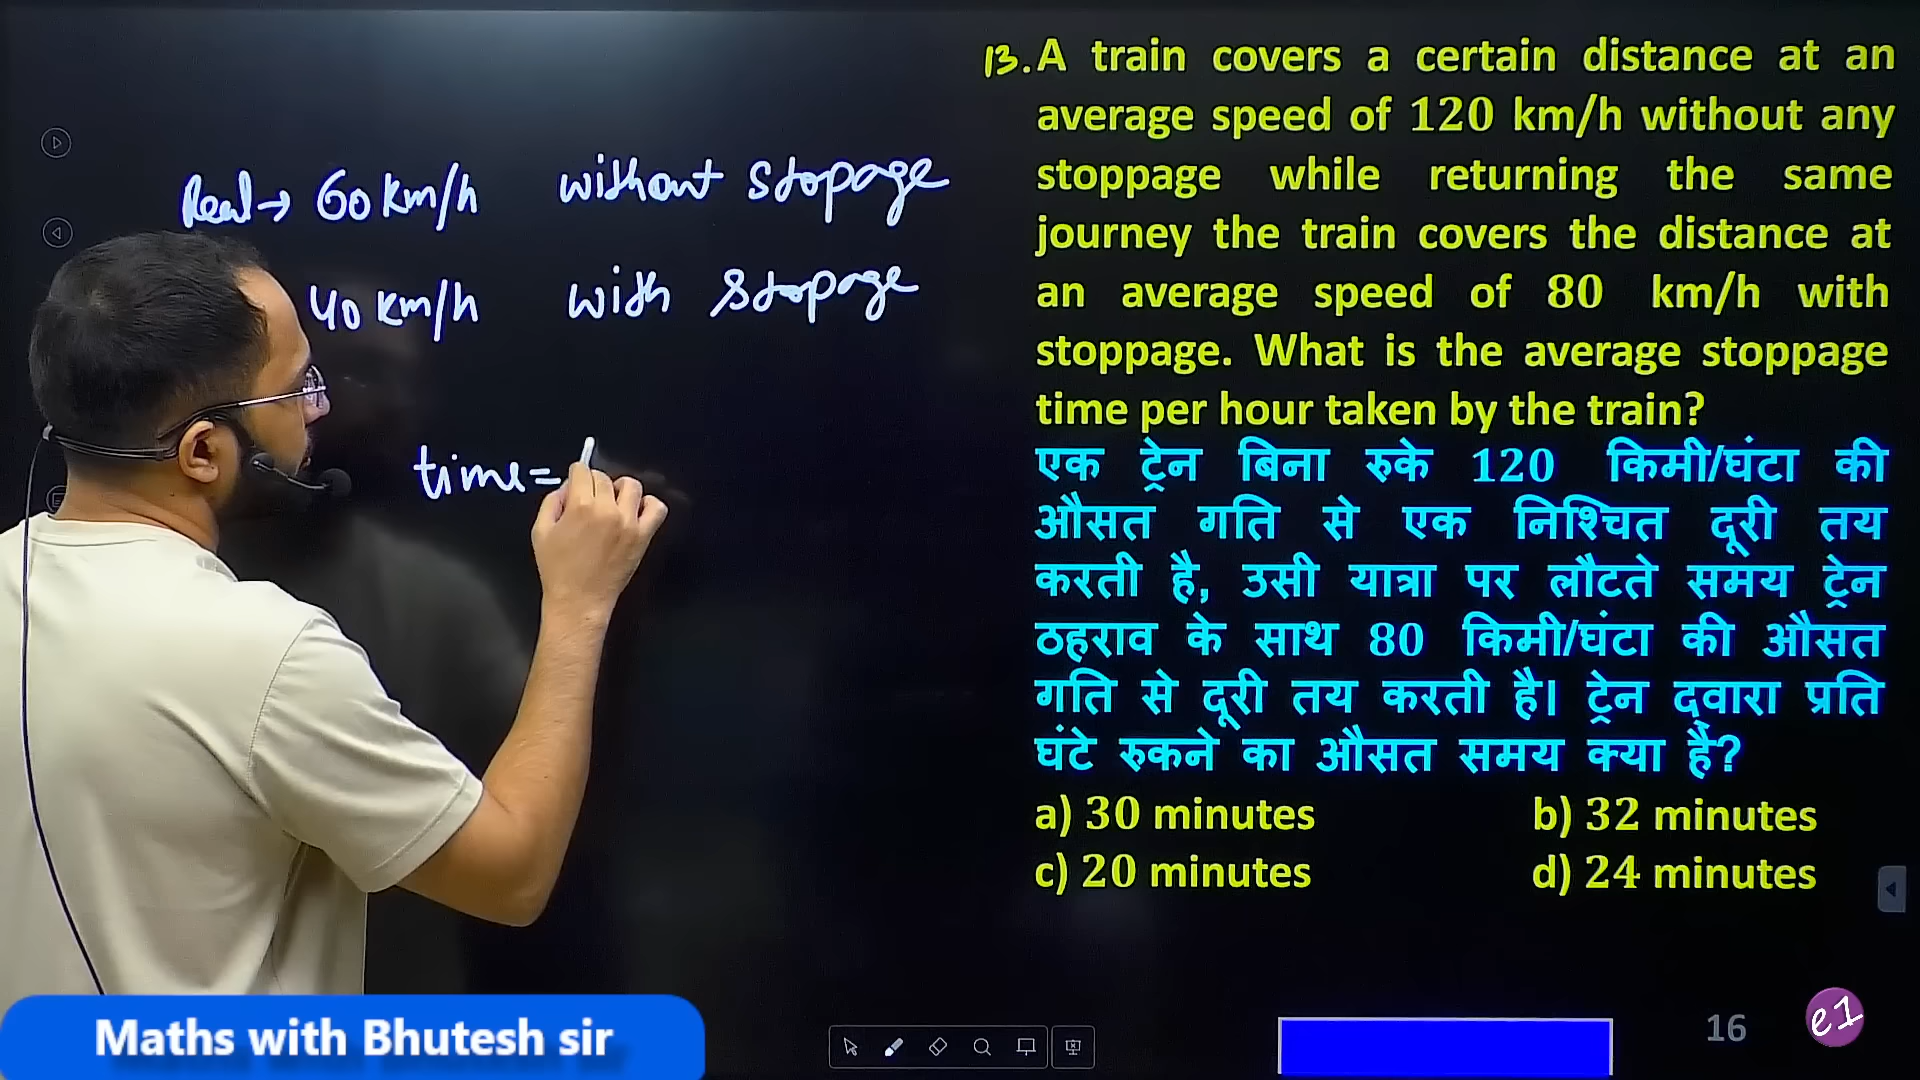 Real → 60 km/h without stopage
40 km/h with stopage
time =
13. A train covers a certain distance at an
average speed of 120 km/h without any
stoppage while returning the same
journey the train covers the distance at
an average speed of 80 km/h with
stoppage. What is the average stoppage
time per hour taken by the train?
एक ट्रेन बिना रुके 120 किमी/घंटा की
औसत गति से एक निश्चित दूरी तय
करती है, उसी यात्रा पर लौटते समय ट्रेन
ठहराव के साथ 80 किमी/घंटा की औसत
गति से दूरी तय करती है। ट्रेन द्वारा प्रति
घंटे रुकने का औसत समय क्या है?
a) 30 minutes b) 32 minutes
c) 20 minutes d) 24 minutes
Maths with Bhutesh sir
16
e1